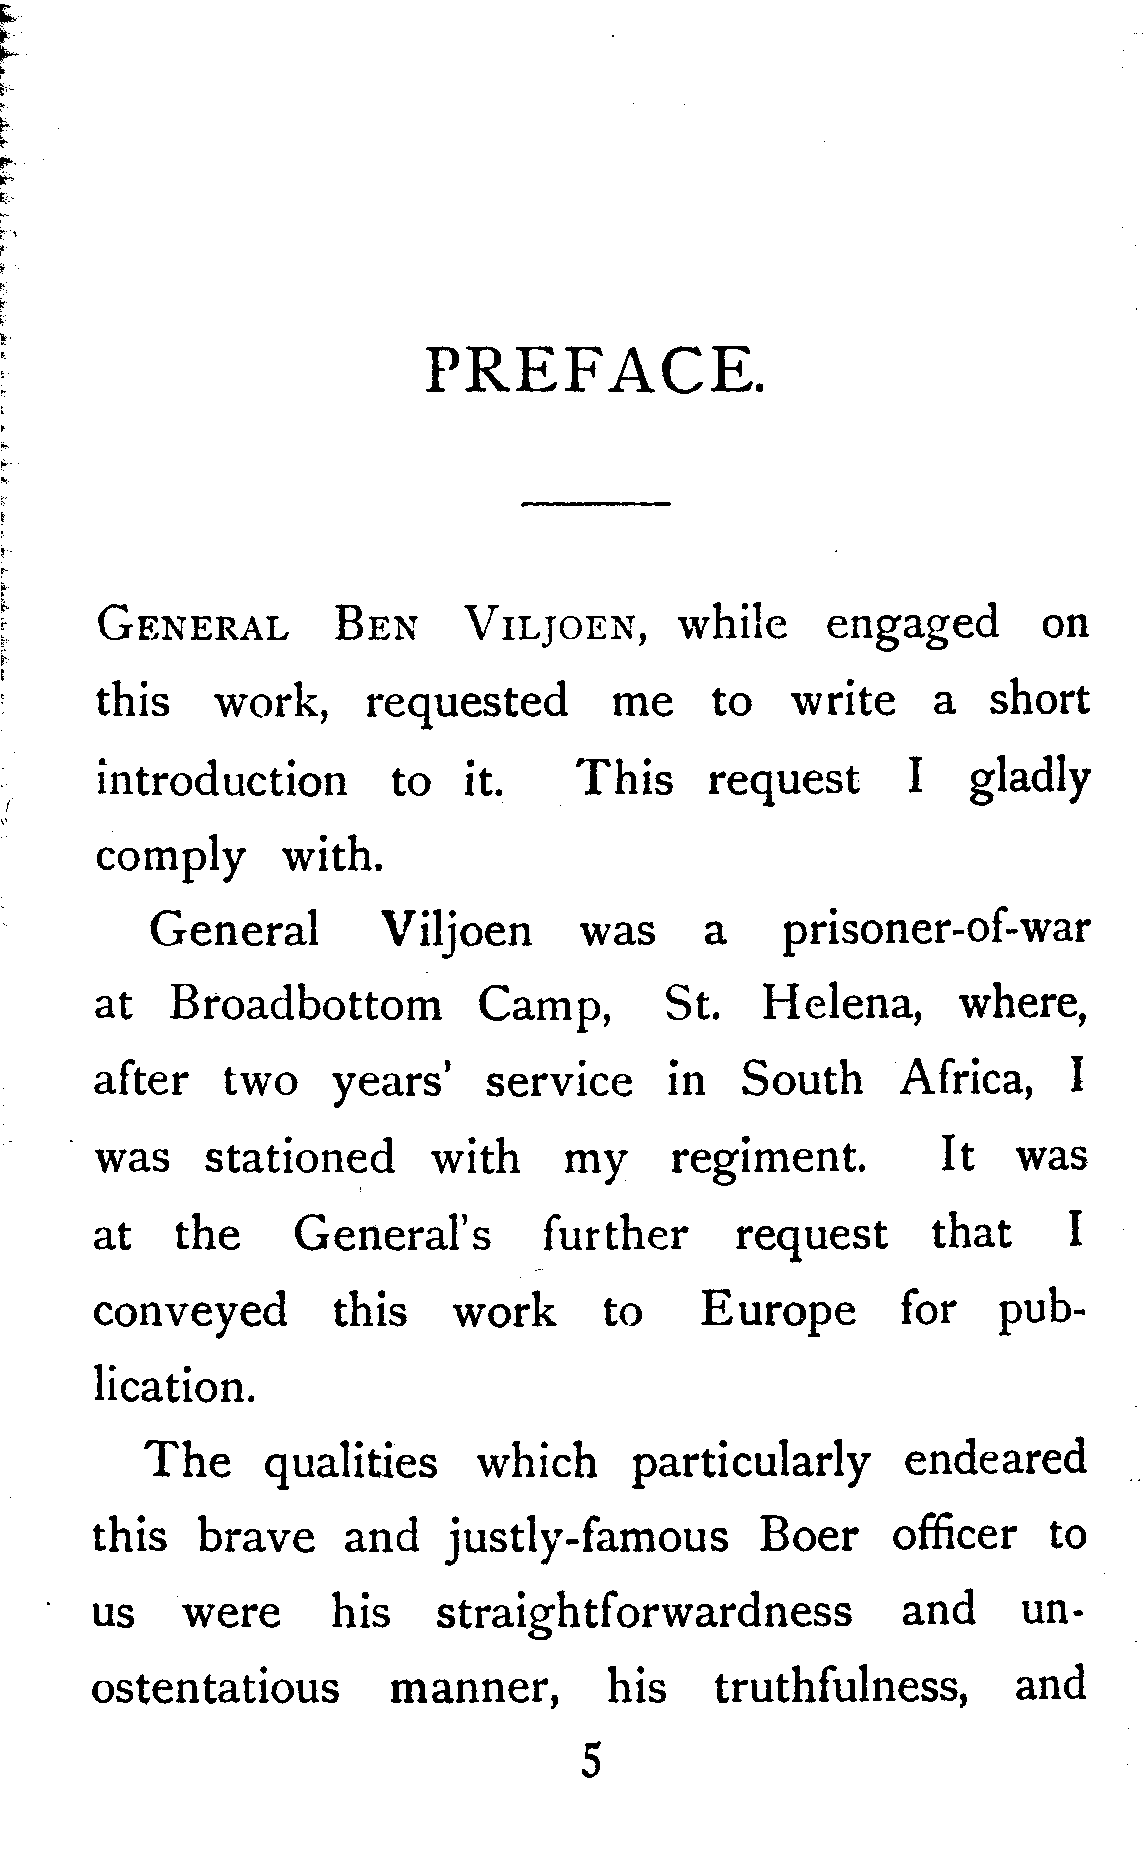 PREFACE.
GENERAL BEN VILJOEN, while engaged on
this work, requested me to write a short
introduction to it. This request I gladly
comply with.
General Viljoen was a prisoner-of-war
at Broadbottom Camp, St. Helena, where,
after two years' service in South Africa, I
was stationed with my regiment. It was
at the General's further request that I
conveyed this work to Europe for pub-
lication.
The qualities which particularly endeared
this brave and justly-famous Boer officer to
us were his straightforwardness and un-
ostentatious manner, his truthfulness, and
5